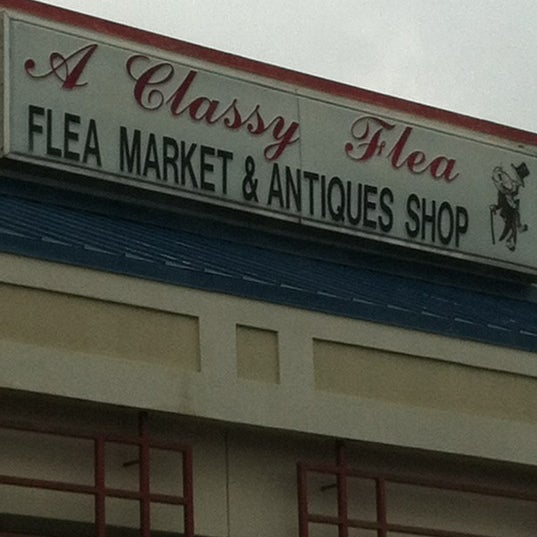 A Classy Flea
FLEA MARKET & ANTIQUES SHOP